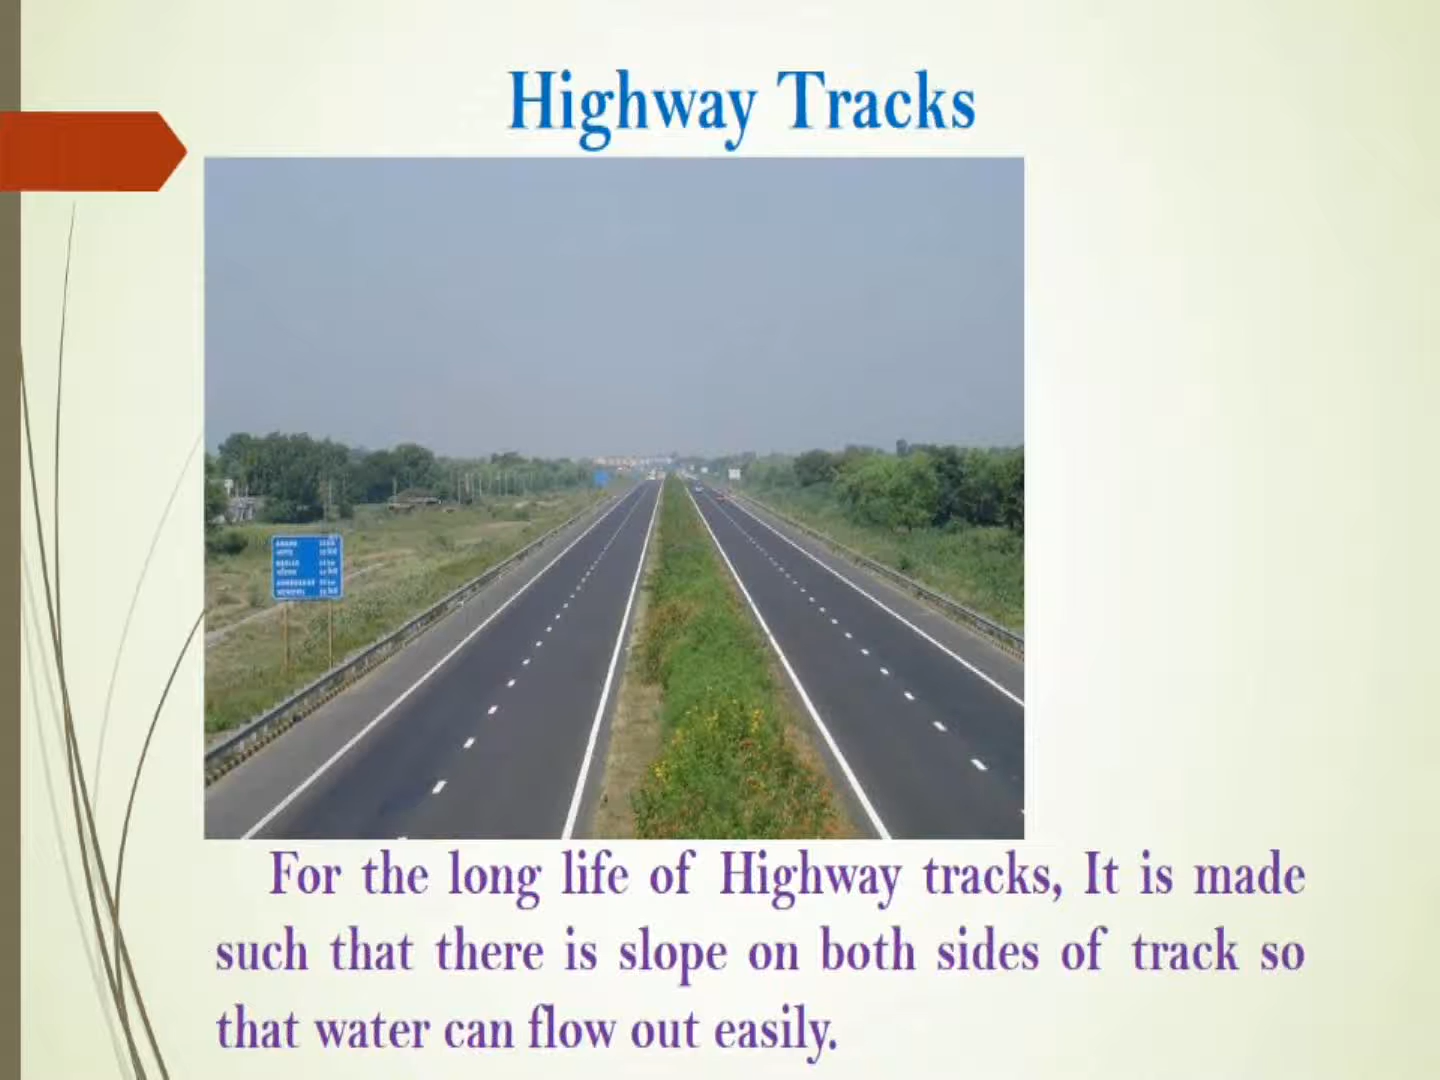 Highway Tracks
For the long life of Highway tracks, It is made
such that there is slope on both sides of track so
that water can flow out easily.